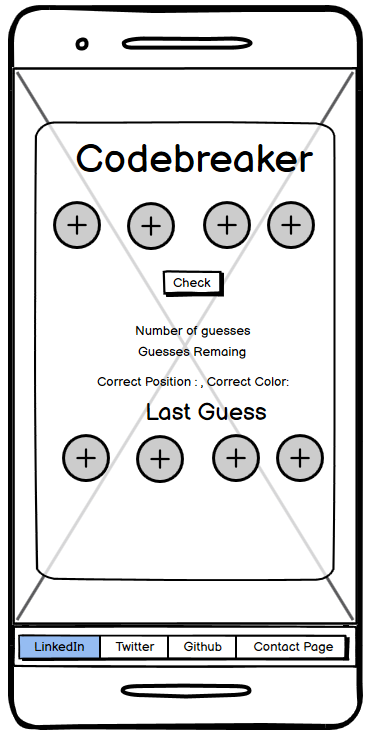 Codebreaker
Check
Number of guesses
Guesses Remaing
Correct Position : , Correct Color:
Last Guess
LinkedIn Twitter Github Contact Page